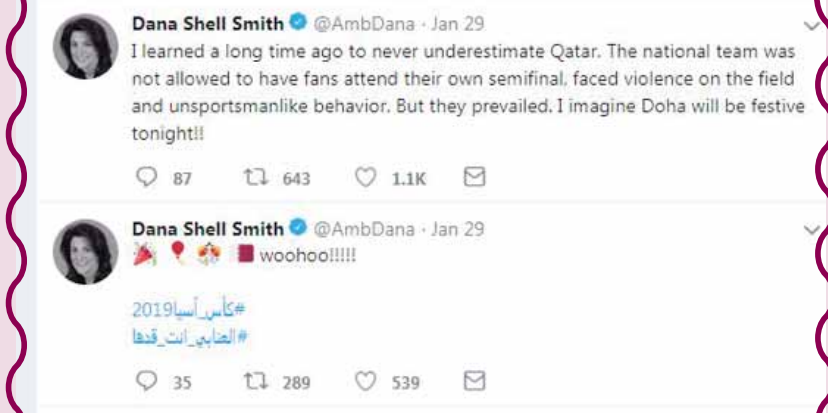 Dana Shell Smith @AmbDana · Jan 29
I learned a long time ago to never underestimate Qatar. The national team was
not allowed to have fans attend their own semifinal, faced violence on the field
and unsportsmanlike behavior. But they prevailed. I imagine Doha will be festive
tonight!!
87 643 1.1K
Dana Shell Smith @AmbDana · Jan 29
🎉 🎈 🎊 🇶🇦 woohoo!!!!!
#كأس_آسيا2019
#العنابي_انت_قدها
35 289 539